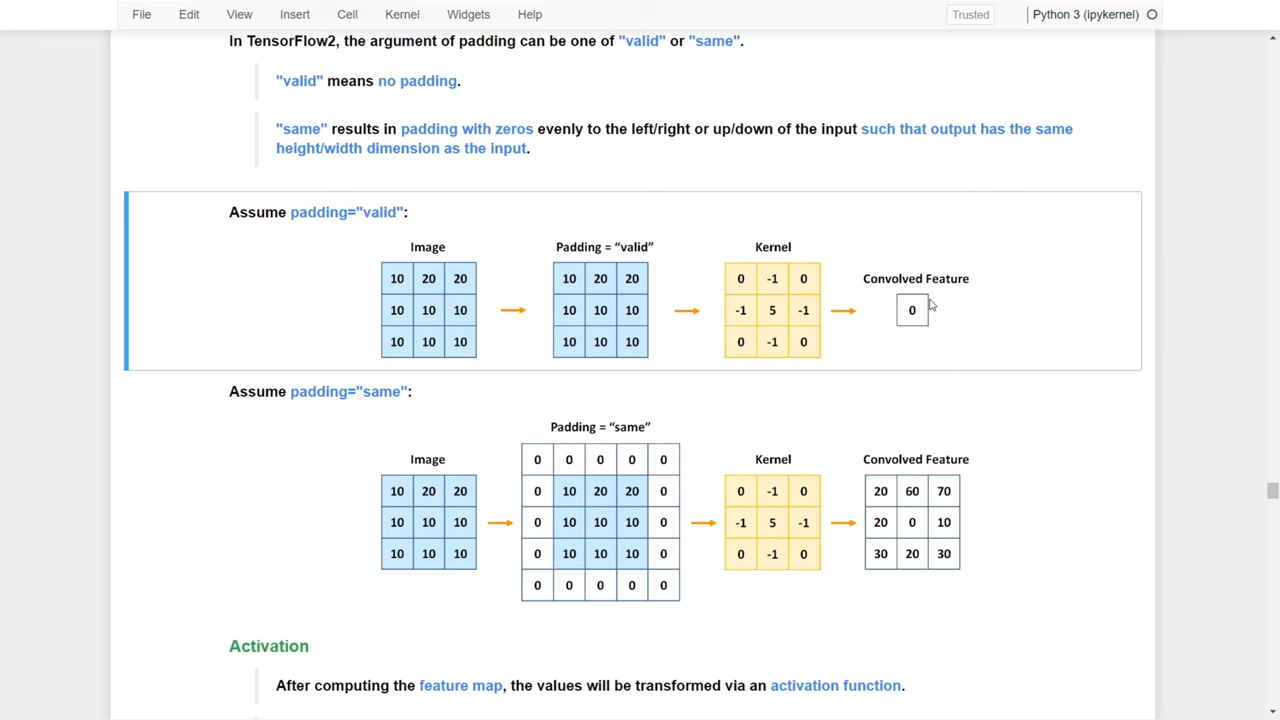 File Edit View Insert Cell Kernel Widgets Help Trusted Python 3 (ipykernel)
In TensorFlow2, the argument of padding can be one of "valid" or "same".
"valid" means no padding.
"same" results in padding with zeros evenly to the left/right or up/down of the input such that output has the same
height/width dimension as the input.
Assume padding="valid":
Image
Padding = “valid”
Kernel
Convolved Feature
10 20 20
10 10 10
10 10 10
10 20 20
10 10 10
10 10 10
0 -1 0
-1 5 -1
0 -1 0
0
Assume padding="same":
Image
Padding = “same”
Kernel
Convolved Feature
10 20 20
10 10 10
10 10 10
0 0 0 0 0
0 10 20 20 0
0 10 10 10 0
0 10 10 10 0
0 0 0 0 0
0 -1 0
-1 5 -1
0 -1 0
20 60 70
20 0 10
30 20 30
Activation
After computing the feature map, the values will be transformed via an activation function.